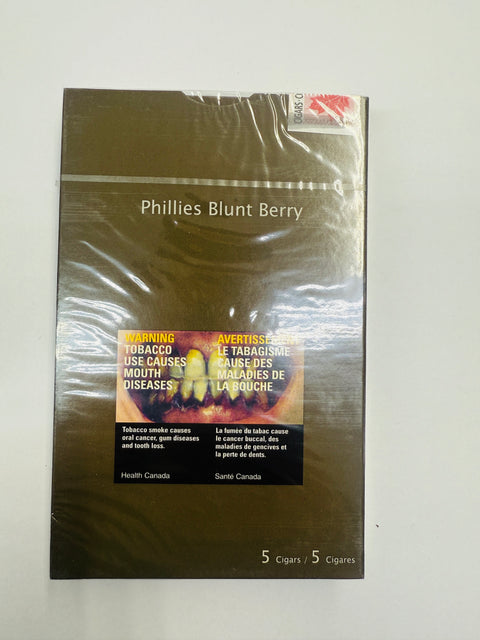 CIGARS·C
Phillies Blunt Berry
WARNING
TOBACCO
USE CAUSES
MOUTH
DISEASES
AVERTISSEMENT
LE TABAGISME
CAUSE DES
MALADIES DE
LA BOUCHE
Tobacco smoke causes
oral cancer, gum diseases
and tooth loss.
La fumée du tabac cause
le cancer buccal, des
maladies de gencives et
la perte de dents.
Health Canada
Santé Canada
5 Cigars / 5 Cigares